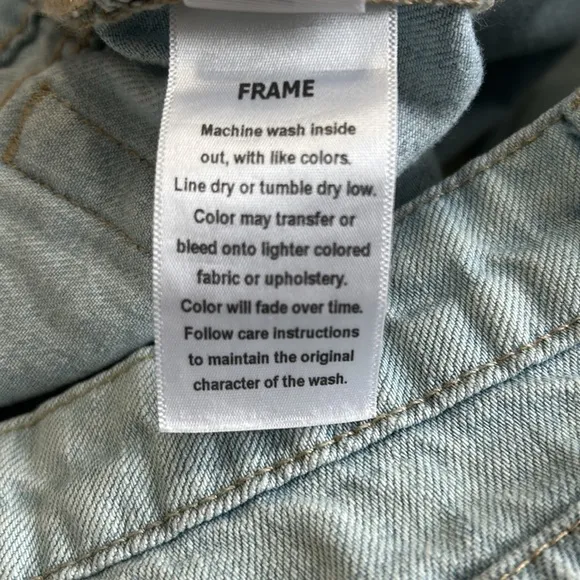 FRAME
Machine wash inside
out, with like colors.
Line dry or tumble dry low.
Color may transfer or
bleed onto lighter colored
fabric or upholstery.
Color will fade over time.
Follow care instructions
to maintain the original
character of the wash.